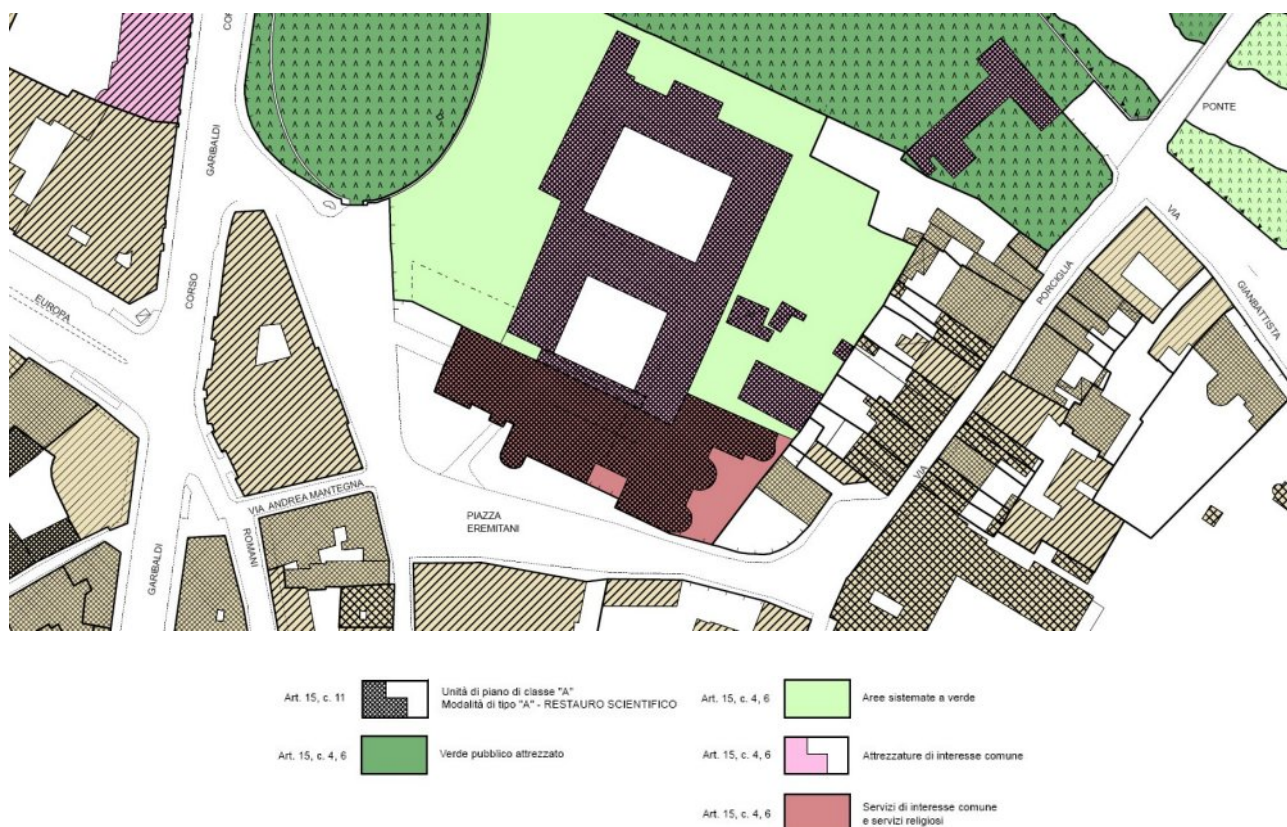 COR
GARIBALDI
CORSO
EUROPA
PONTE
VIA
GIANBATTISTA
PORCIGLIA
VIA
VIA ANDREA MANTEGNA
PIAZZA
EREMITANI
ROMANI
GARIBALDI
Art. 15, c. 11
Unità di piano di classe "A"
Modalità di tipo "A" - RESTAURO SCIENTIFICO
Art. 15, c. 4, 6
Aree sistemate a verde
Art. 15, c. 4, 6
Verde pubblico attrezzato
Art. 15, c. 4, 6
Attrezzature di interesse comune
Art. 15, c. 4, 6
Servizi di interesse comune
e servizi religiosi